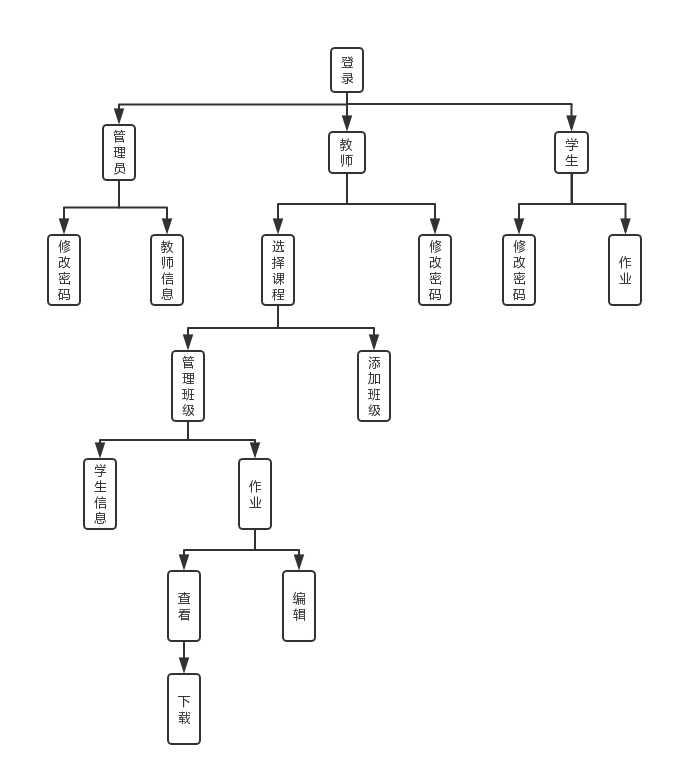 登录
管理员
教师
学生
修改密码
教师信息
选择课程
修改密码
修改密码
作业
管理班级
添加班级
学生信息
作业
查看
编辑
下载